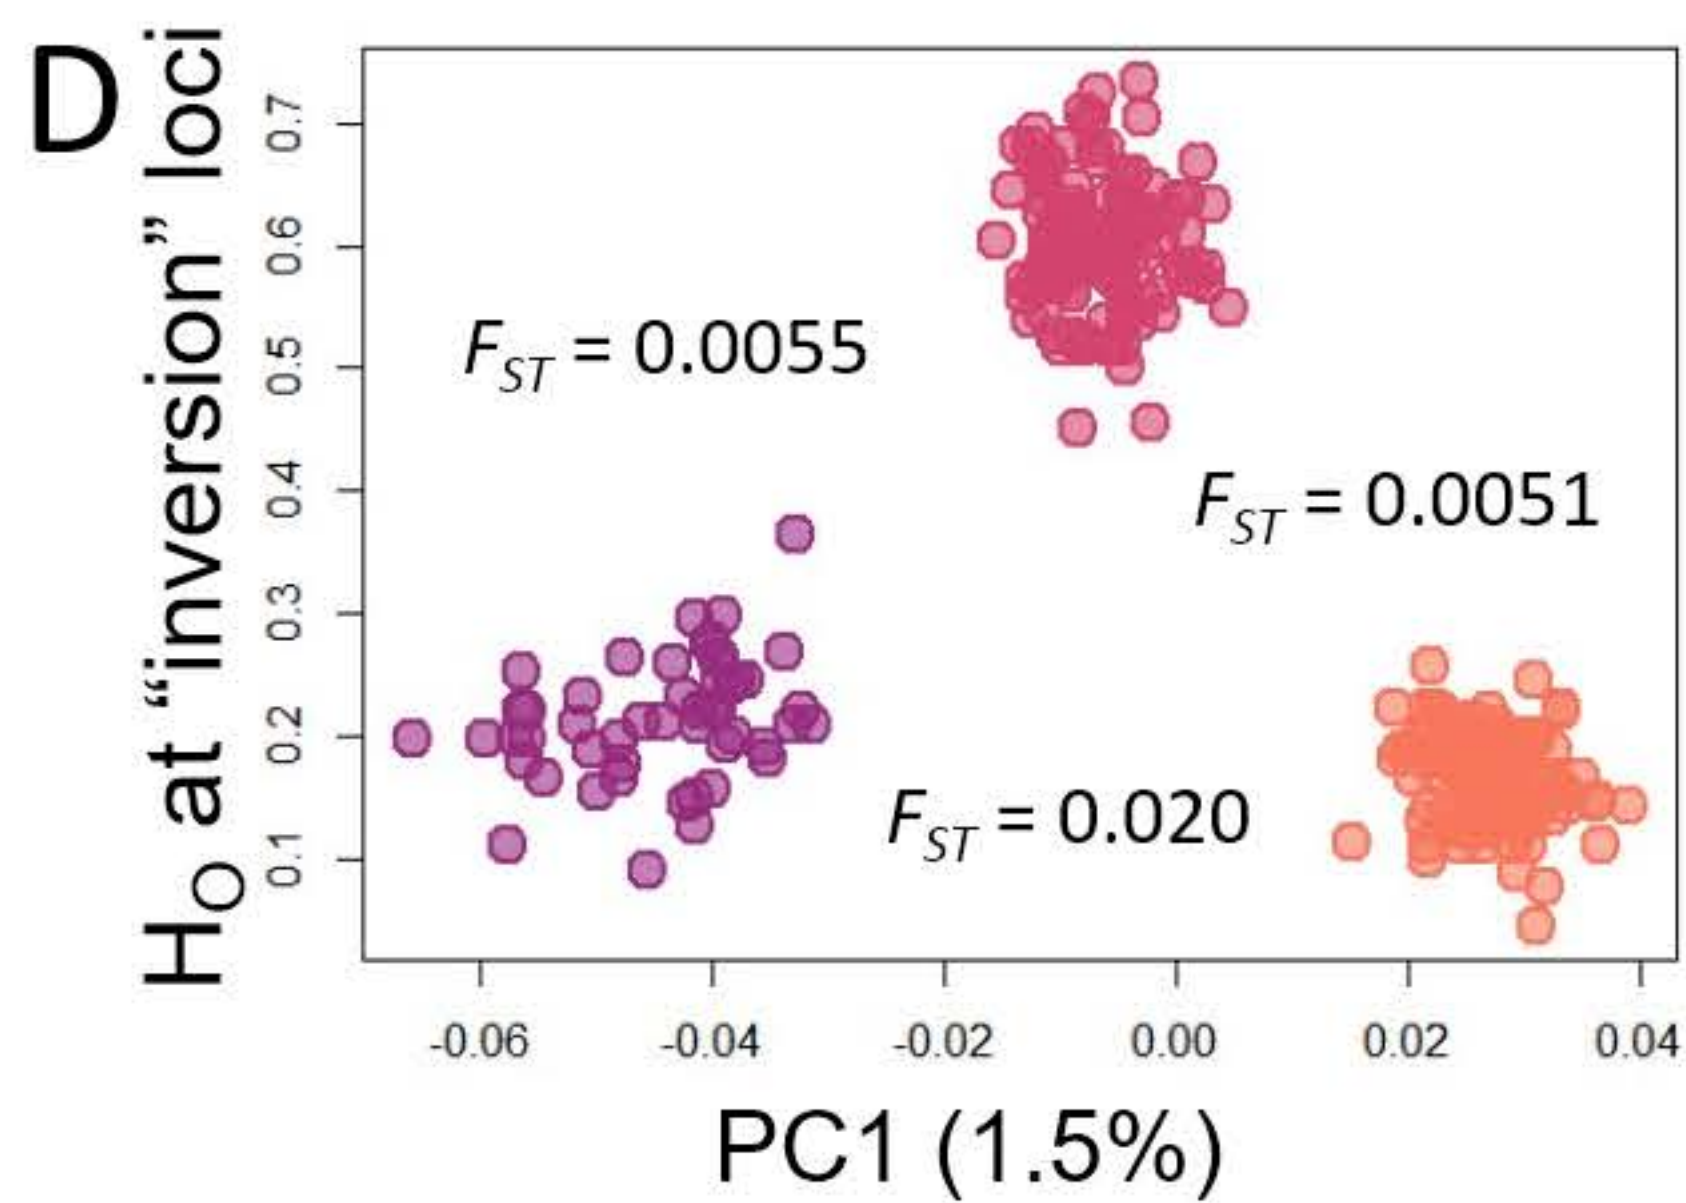 D
Ho at “inversion” loci
0.7
0.6
0.5
0.4
0.3
0.2
0.1
FST = 0.0055
FST = 0.0051
FST = 0.020
-0.06 -0.04 -0.02 0.00 0.02 0.04
PC1 (1.5%)